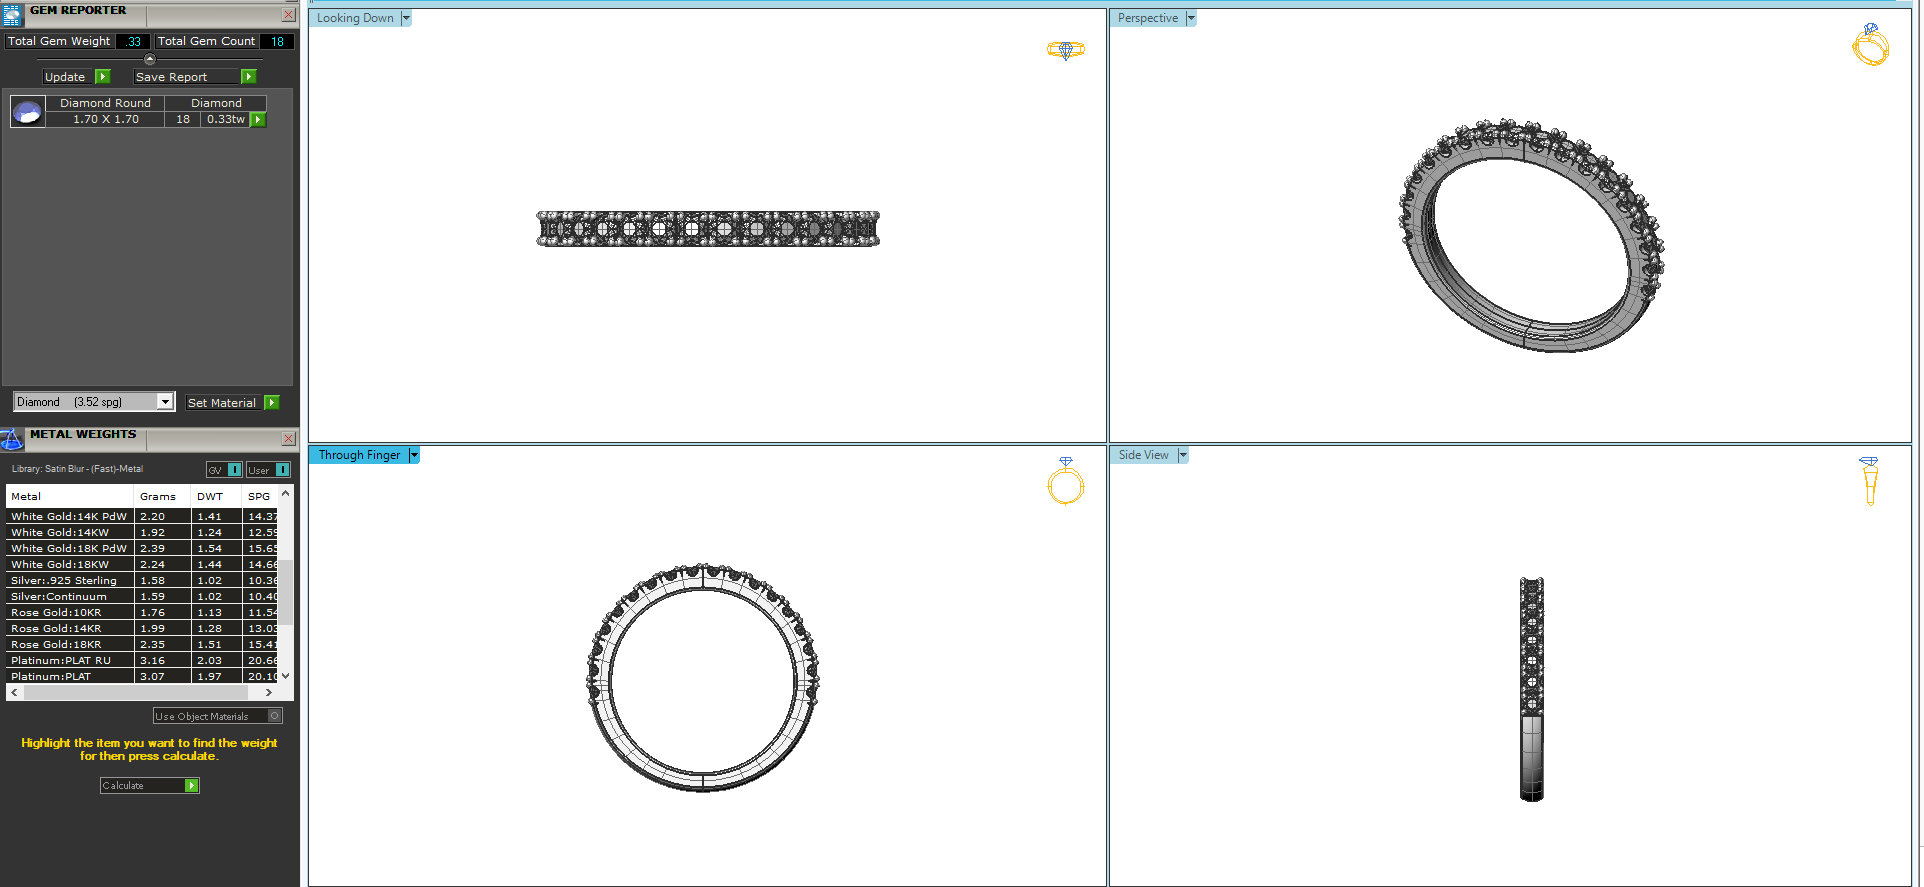 GEM REPORTER
Total Gem Weight .33 Total Gem Count 18
Update Save Report
Diamond Round Diamond
1.70 X 1.70 18 0.33tw
Diamond (3.52 spg) Set Material
METAL WEIGHTS
Library: Satin Blur - (Fast)-Metal GV User
Metal Grams DWT SPG
White Gold:14K PdW 2.20 1.41 14.37
White Gold:14KW 1.92 1.24 12.59
White Gold:18K PdW 2.39 1.54 15.65
White Gold:18KW 2.24 1.44 14.66
Silver:.925 Sterling 1.58 1.02 10.36
Silver:Continuum 1.59 1.02 10.40
Rose Gold:10KR 1.76 1.13 11.54
Rose Gold:14KR 1.99 1.28 13.03
Rose Gold:18KR 2.35 1.51 15.41
Platinum:PLAT RU 3.16 2.03 20.66
Platinum:PLAT 3.07 1.97 20.10
Use Object Materials
Highlight the item you want to find the weight
for then press calculate.
Calculate
Looking Down
Perspective
Through Finger
Side View